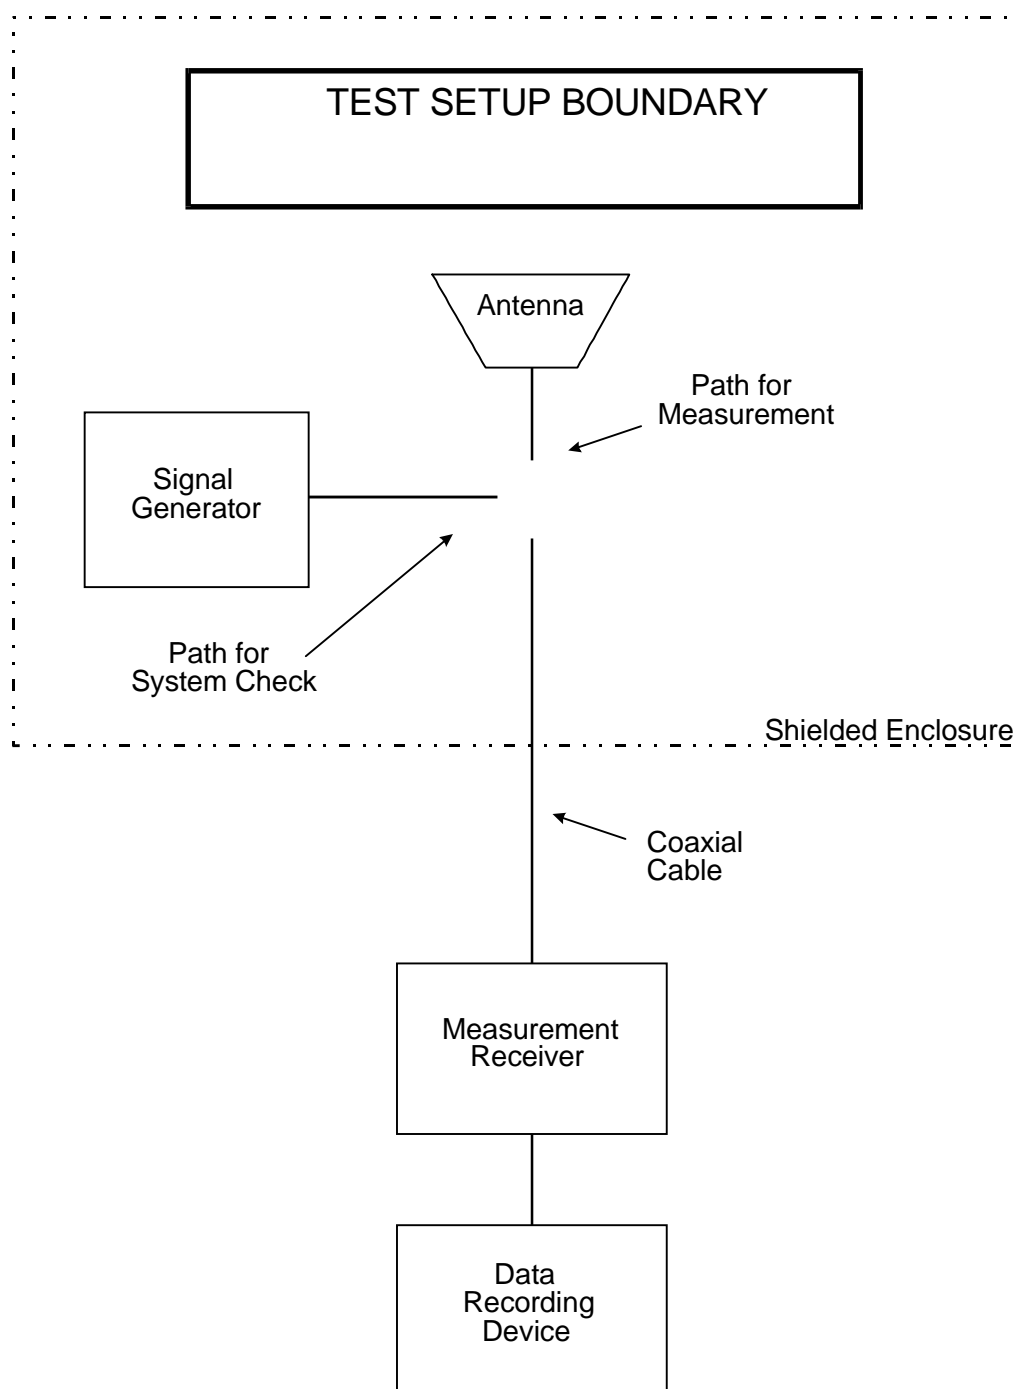 TEST SETUP BOUNDARY
Antenna
Path for
Measurement
Signal
Generator
Path for
System Check
Shielded Enclosure
Coaxial
Cable
Measurement
Receiver
Data
Recording
Device